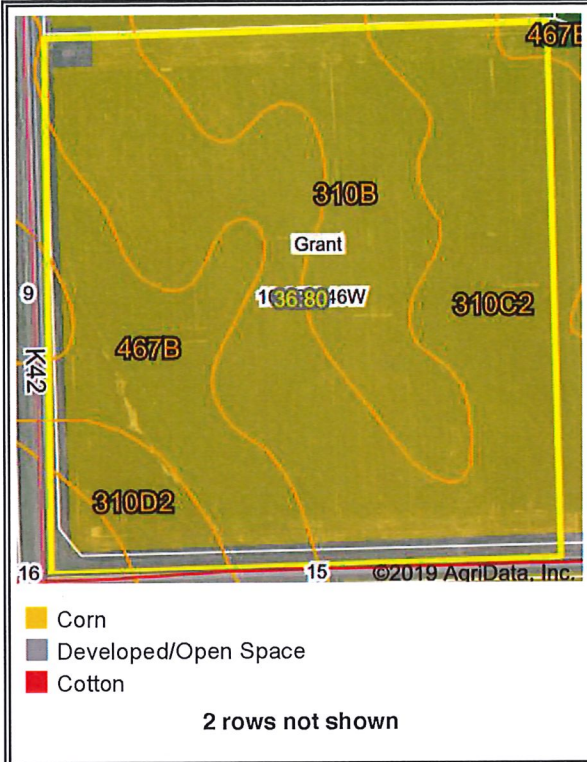 467B
310B
Grant
36.80
46W
9
310C2
467B
K42
310D2
16
15
©2019 AgriData, Inc.
Corn
Developed/Open Space
Cotton
2 rows not shown